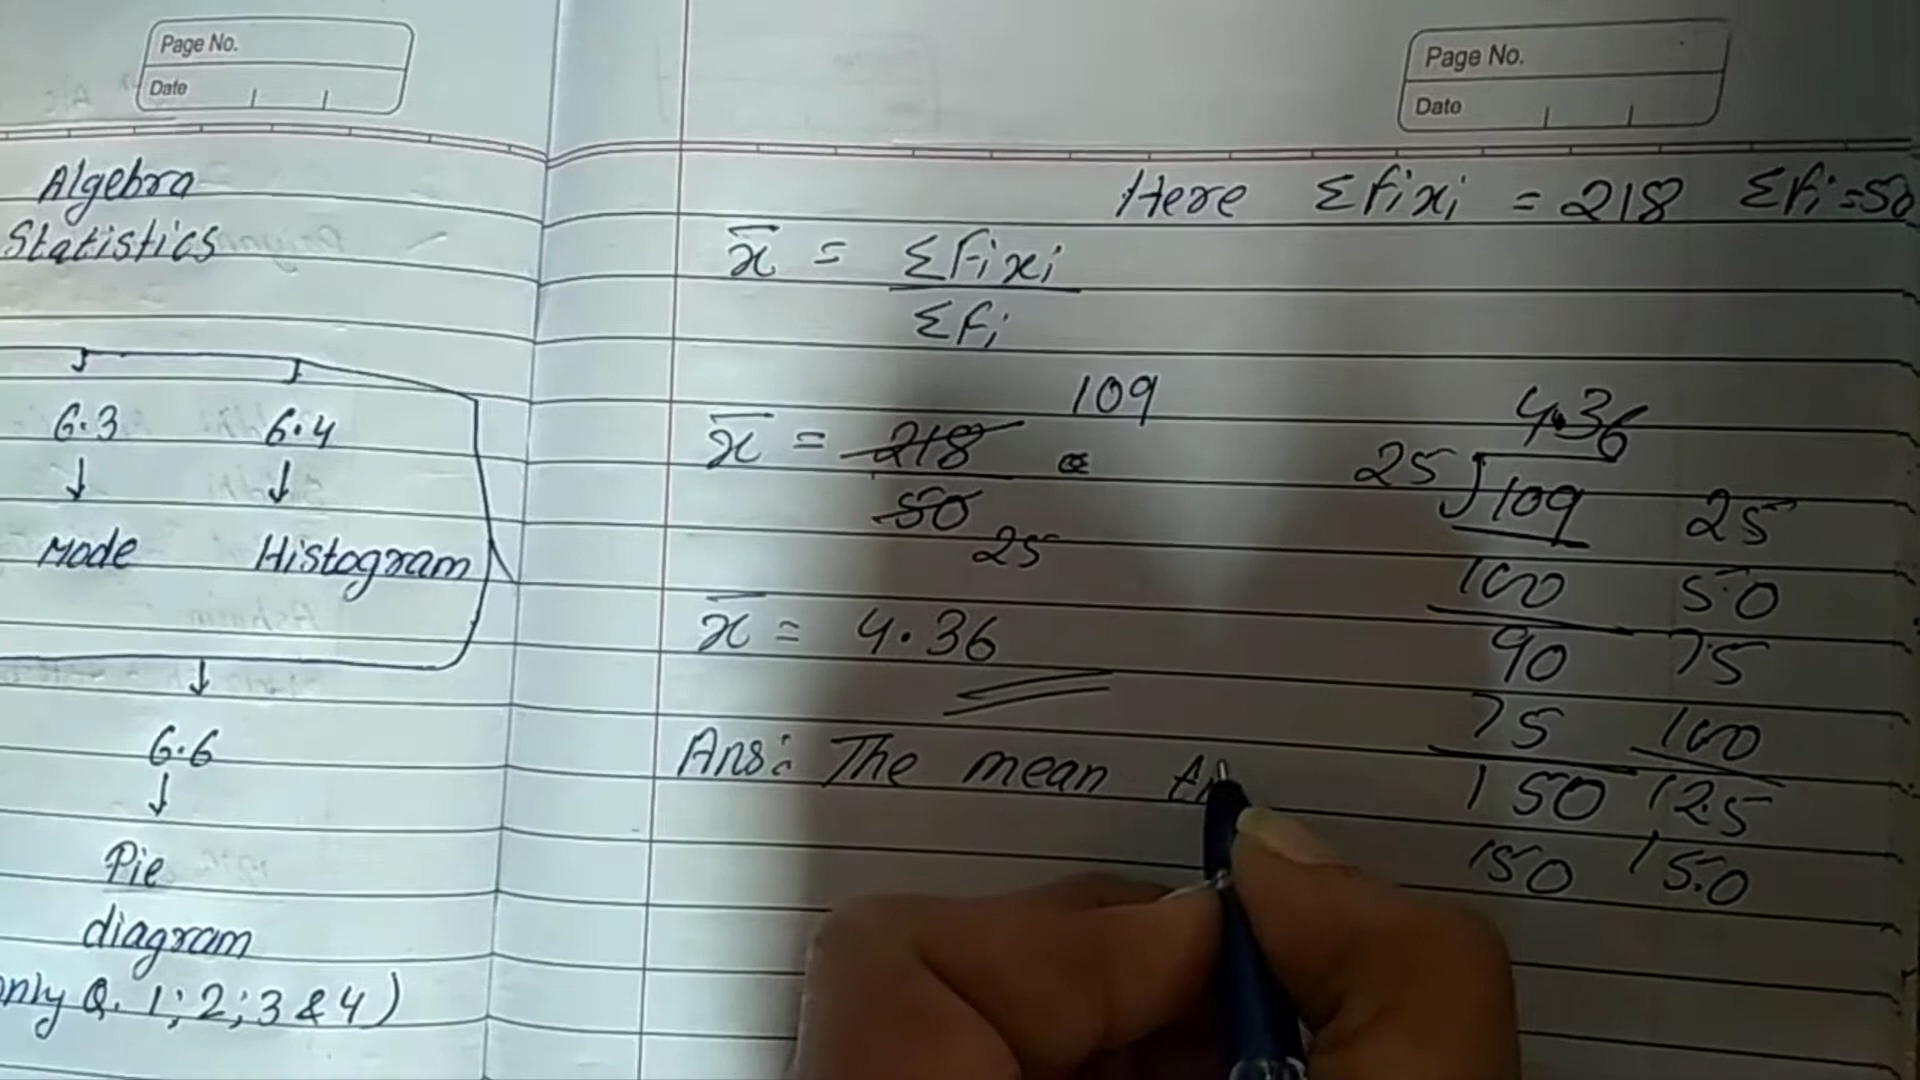 Page No.
Date
Algebra
Statistics
6.3 6.4
↓ ↓
Mode Histogram
↓
6.6
↓
Pie
diagram
only Q. 1; 2; 3 & 4)
Page No.
Date
Here Σfixi = 218 Σfi = 50
x̄ = Σfixi
Σfi
109
x̄ = 218
50
25
x̄ = 4.36
Ans: The mean
4.36
25 109 25
100 50
90 75
75 100
150 125
150 150